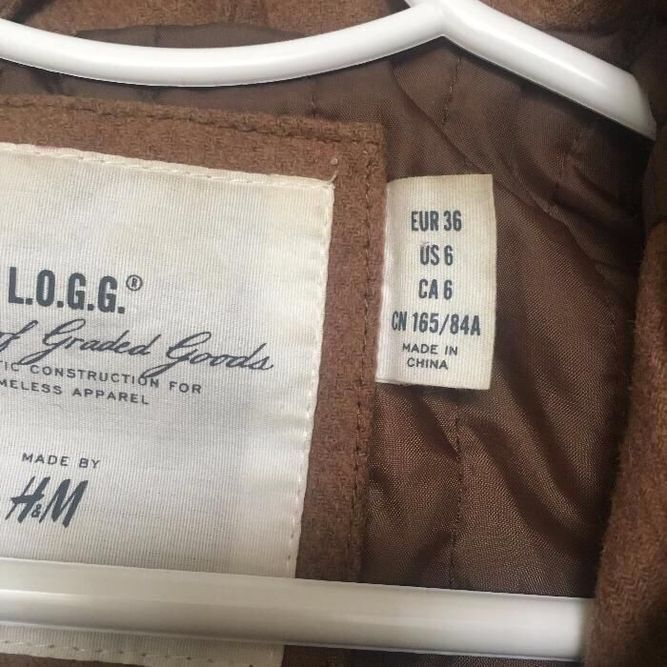 L.O.G.G.®
of Graded Goods
CONSTRUCTION FOR
APPAREL
MADE BY
H&M
EUR 36
US 6
CA 6
CN 165/84A
MADE IN
CHINA